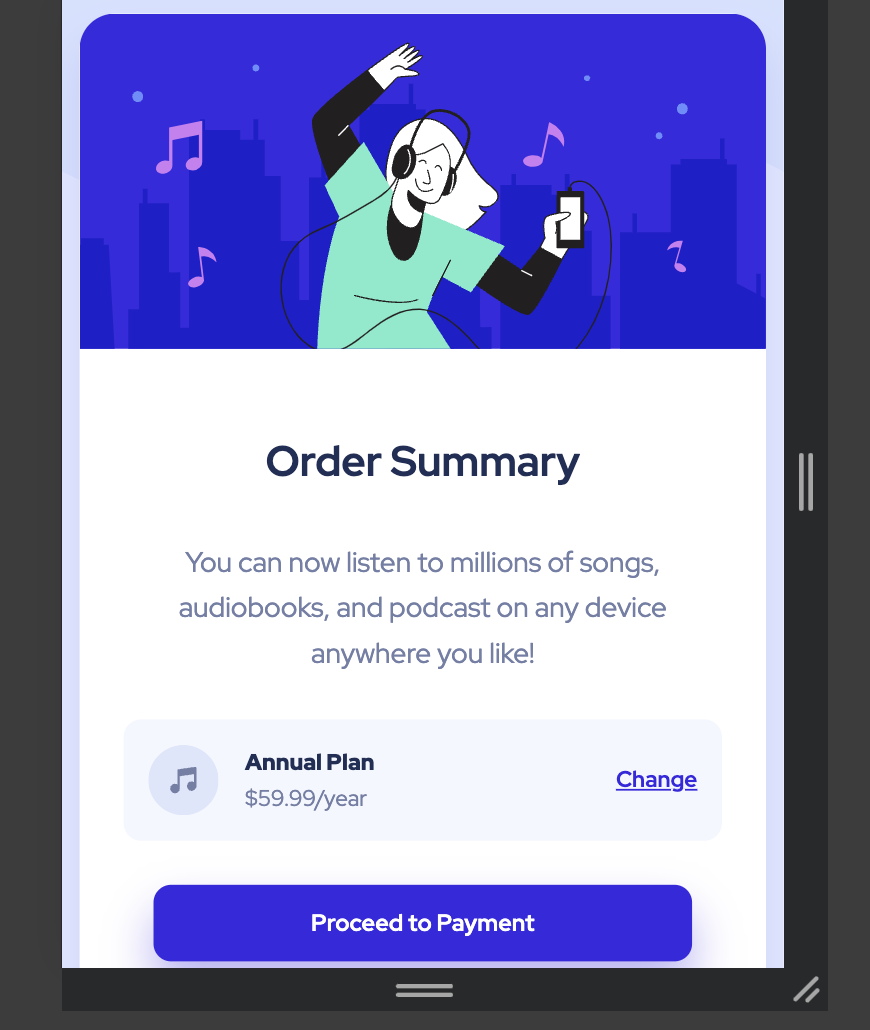 Order Summary
You can now listen to millions of songs,
audiobooks, and podcast on any device
anywhere you like!
Annual Plan
$59.99/year
Change
Proceed to Payment